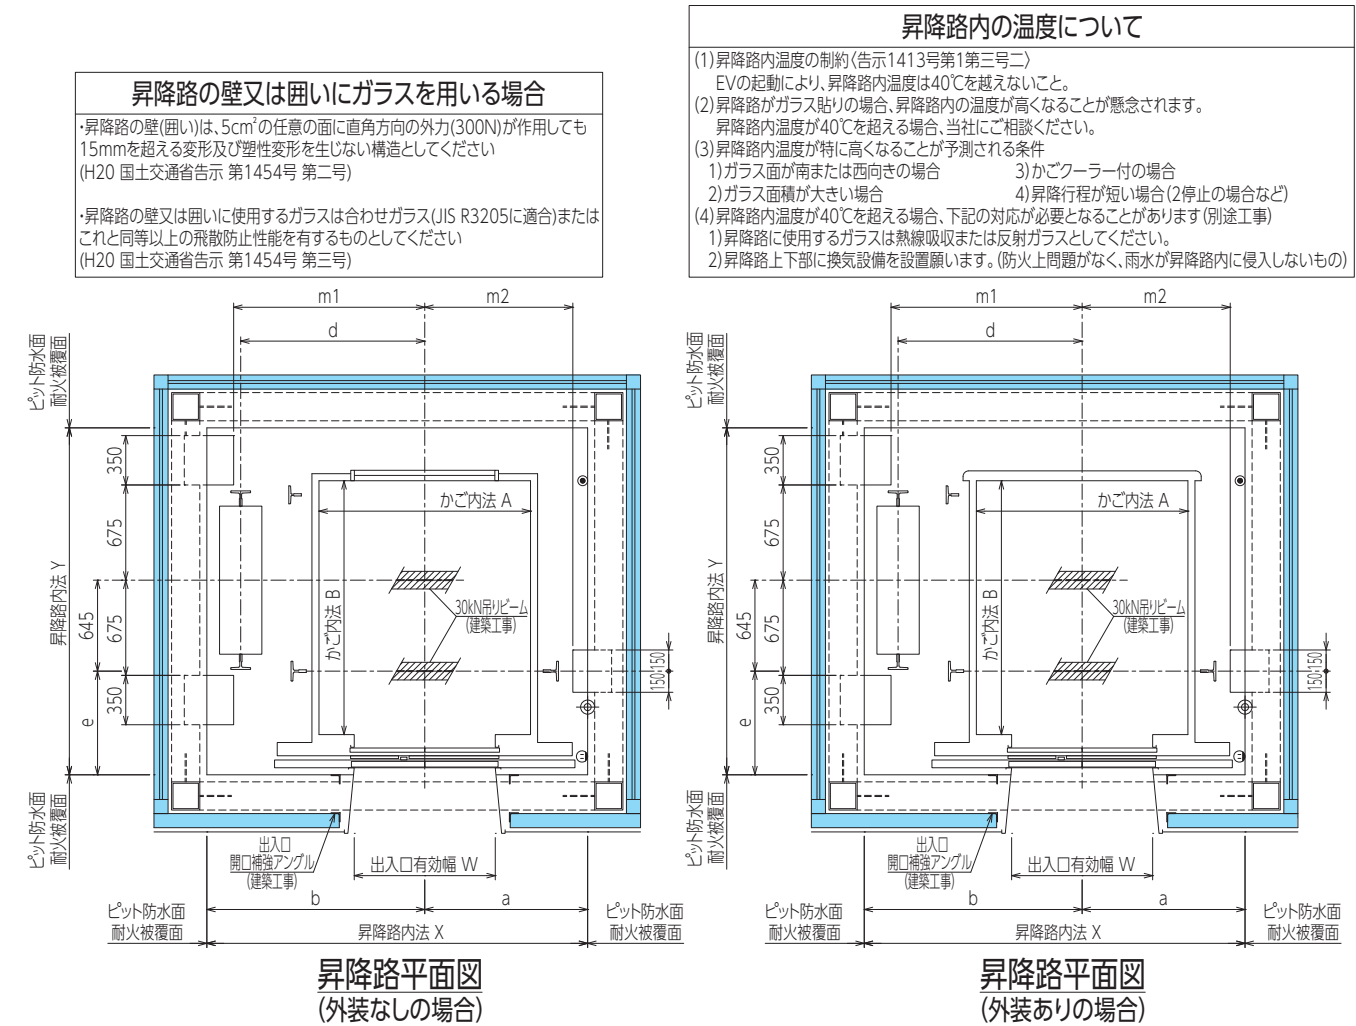 昇降路の壁又は囲いにガラスを用いる場合
・昇降路の壁(囲い)は、5cm²の任意の面に直角方向の外力(300N)が作用しても
15mmを超える変形及び塑性変形を生じない構造としてください
(H20 国土交通省告示 第1454号 第二号)
・昇降路の壁又は囲いに使用するガラスは合わせガラス(JIS R3205に適合)または
これと同等以上の飛散防止性能を有するものとしてください
(H20 国土交通省告示 第1454号 第三号)
昇降路内の温度について
(1)昇降路内温度の制約〈告示1413号第1第三号ニ〉
EVの起動により、昇降路内温度は40℃を越えないこと。
(2)昇降路がガラス貼りの場合、昇降路内の温度が高くなることが懸念されます。
昇降路内温度が40℃を超える場合、当社にご相談ください。
(3)昇降路内温度が特に高くなることが予測される条件
1)ガラス面が南または西向きの場合 3)かごクーラー付の場合
2)ガラス面積が大きい場合 4)昇降行程が短い場合(2停止の場合など)
(4)昇降路内温度が40℃を超える場合、下記の対応が必要となることがあります(別途工事)
1)昇降路に使用するガラスは熱線吸収または反射ガラスとしてください。
2)昇降路上下部に換気設備を設置願います。(防火上問題がなく、雨水が昇降路内に侵入しないもの)
m1
m2
d
ピット防水面
耐火被覆面
350
675
675
350
645
e
昇降路内法 Y
かご内法 A
かご内法 B
30kN吊りビーム
(建築工事)
150
150
ピット防水面
耐火被覆面
出入口
開口補強アングル
(建築工事)
出入口有効幅 W
b
a
ピット防水面
耐火被覆面
昇降路内法 X
ピット防水面
耐火被覆面
昇降路平面図
(外装なしの場合)
m1
m2
d
ピット防水面
耐火被覆面
350
675
675
350
645
e
昇降路内法 Y
かご内法 A
かご内法 B
30kN吊りビーム
(建築工事)
150
150
ピット防水面
耐火被覆面
出入口
開口補強アングル
(建築工事)
出入口有効幅 W
b
a
ピット防水面
耐火被覆面
昇降路内法 X
ピット防水面
耐火被覆面
昇降路平面図
(外装ありの場合)